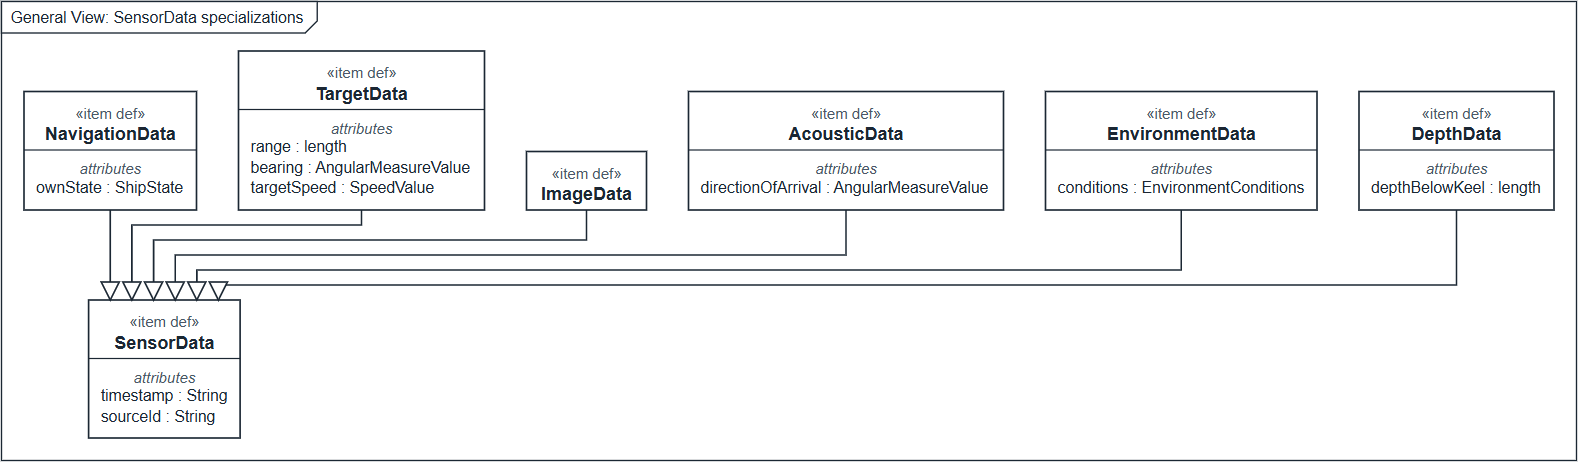 General View: SensorData specializations
«item def»
NavigationData
attributes
ownState : ShipState
«item def»
TargetData
attributes
range : length
bearing : AngularMeasureValue
targetSpeed : SpeedValue
«item def»
ImageData
«item def»
AcousticData
attributes
directionOfArrival : AngularMeasureValue
«item def»
EnvironmentData
attributes
conditions : EnvironmentConditions
«item def»
DepthData
attributes
depthBelowKeel : length
«item def»
SensorData
attributes
timestamp : String
sourceId : String